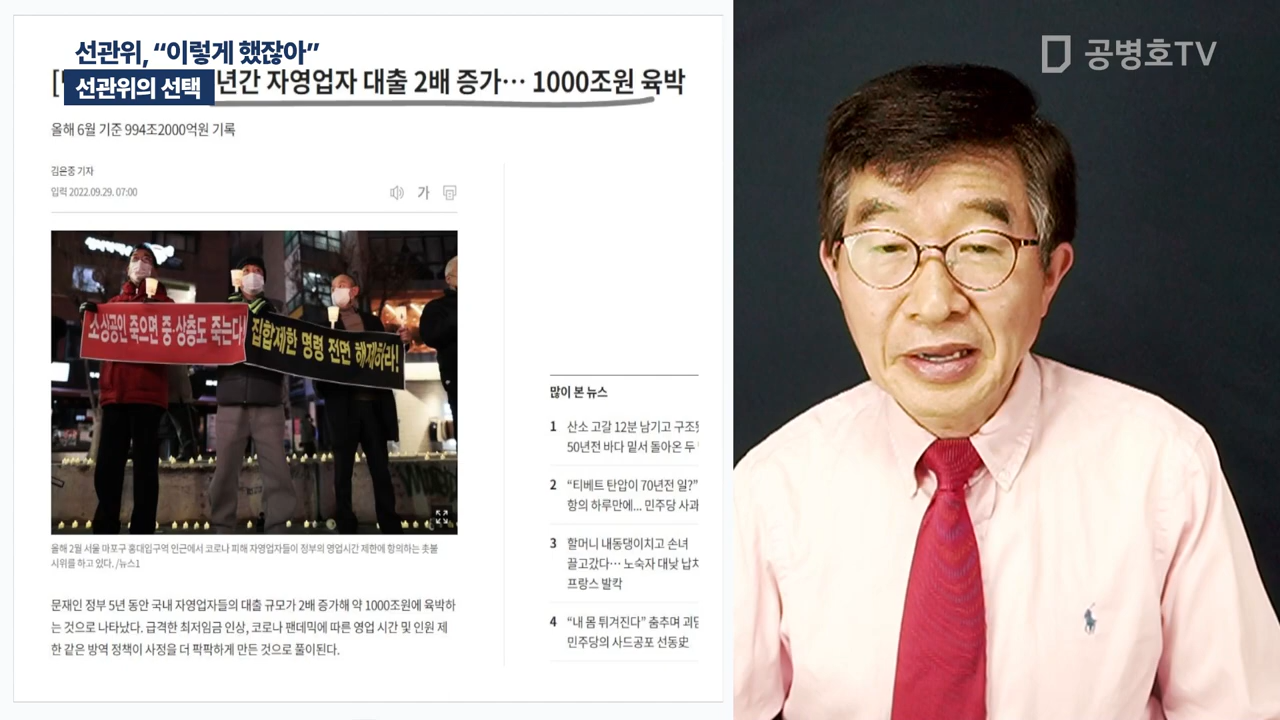 선관위, “이렇게 했잖아”
선관위의 선택
년간 자영업자 대출 2배 증가… 1000조원 육박
올해 6월 기준 994조2000억원 기록
김은중 기자
입력 2022.09.29. 07:00
가
소상공인 죽으면 중·상층도 죽는다!
집합제한 명령 전면 해제하라!
올해 2월 서울 마포구 홍대입구역 인근에서 코로나 피해 자영업자들이 정부의 영업시간 제한에 항의하는 촛불
시위를 하고 있다. /뉴스1
문재인 정부 5년 동안 국내 자영업자들의 대출 규모가 2배 증가해 약 1000조원에 육박하
는 것으로 나타났다. 급격한 최저임금 인상, 코로나 팬데믹에 따른 영업 시간 및 인원 제
한 같은 방역 정책이 사정을 더 팍팍하게 만든 것으로 풀이된다.
많이 본 뉴스
1 산소 고갈 12분 남기고 구조
50년전 바다 밑서 돌아온 두
2 “티베트 탄압이 70년전 일?”
항의 하루만에... 민주당 사과
3 할머니 내동댕이치고 손녀
끌고갔다… 노숙자 대낮 납치
프랑스 발칵
4 “내 몸 튀겨진다” 춤추며 괴담
민주당의 사드공포 선동史
공병호TV